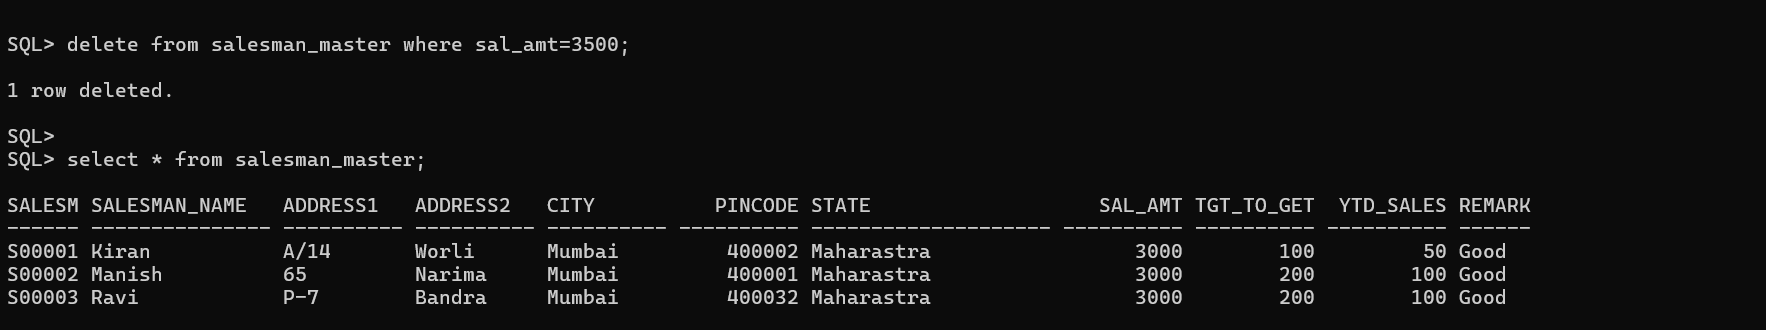 SQL> delete from salesman_master where sal_amt=3500;
1 row deleted.
SQL>
SQL> select * from salesman_master;
SALESM SALESMAN_NAME   ADDRESS1   ADDRESS2   CITY          PINCODE STATE                   SAL_AMT TGT_TO_GET  YTD_SALES REMARK
------ --------------- ---------- ---------- ---------- ---------- -------------------- ---------- ---------- ---------- ------
S00001 Kiran           A/14       Worli      Mumbai         400002 Maharastra                 3000        100         50 Good
S00002 Manish          65         Narima     Mumbai         400001 Maharastra                 3000        200        100 Good
S00003 Ravi            P-7        Bandra     Mumbai         400032 Maharastra                 3000        200        100 Good